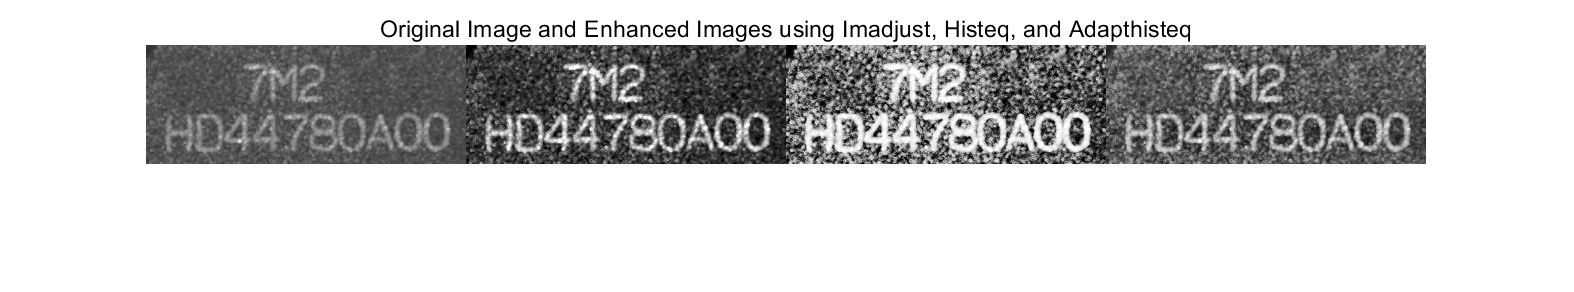 Original Image and Enhanced Images using Imadjust, Histeq, and Adapthisteq
7M2
HD44780A00
7M2
HD44780A00
7M2
HD44780A00
7M2
HD44780A00